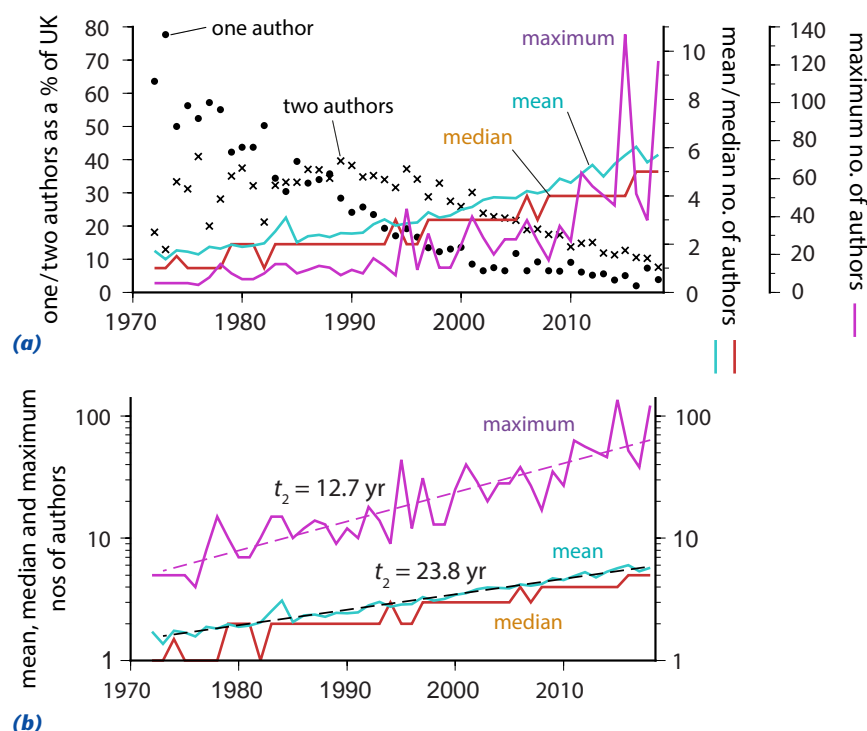 one/two authors as a % of UK
80
70
60
50
40
30
20
10
0
one author
two authors
maximum
mean
median
10
8
6
4
2
0
mean/median no. of authors
140
120
100
80
60
40
20
0
maximum no. of authors
1970
1980
1990
2000
2010
(a)
mean, median and maximum
nos of authors
100
10
1
maximum
t2 = 12.7 yr
mean
t2 = 23.8 yr
median
100
10
1
1970
1980
1990
2000
2010
(b)